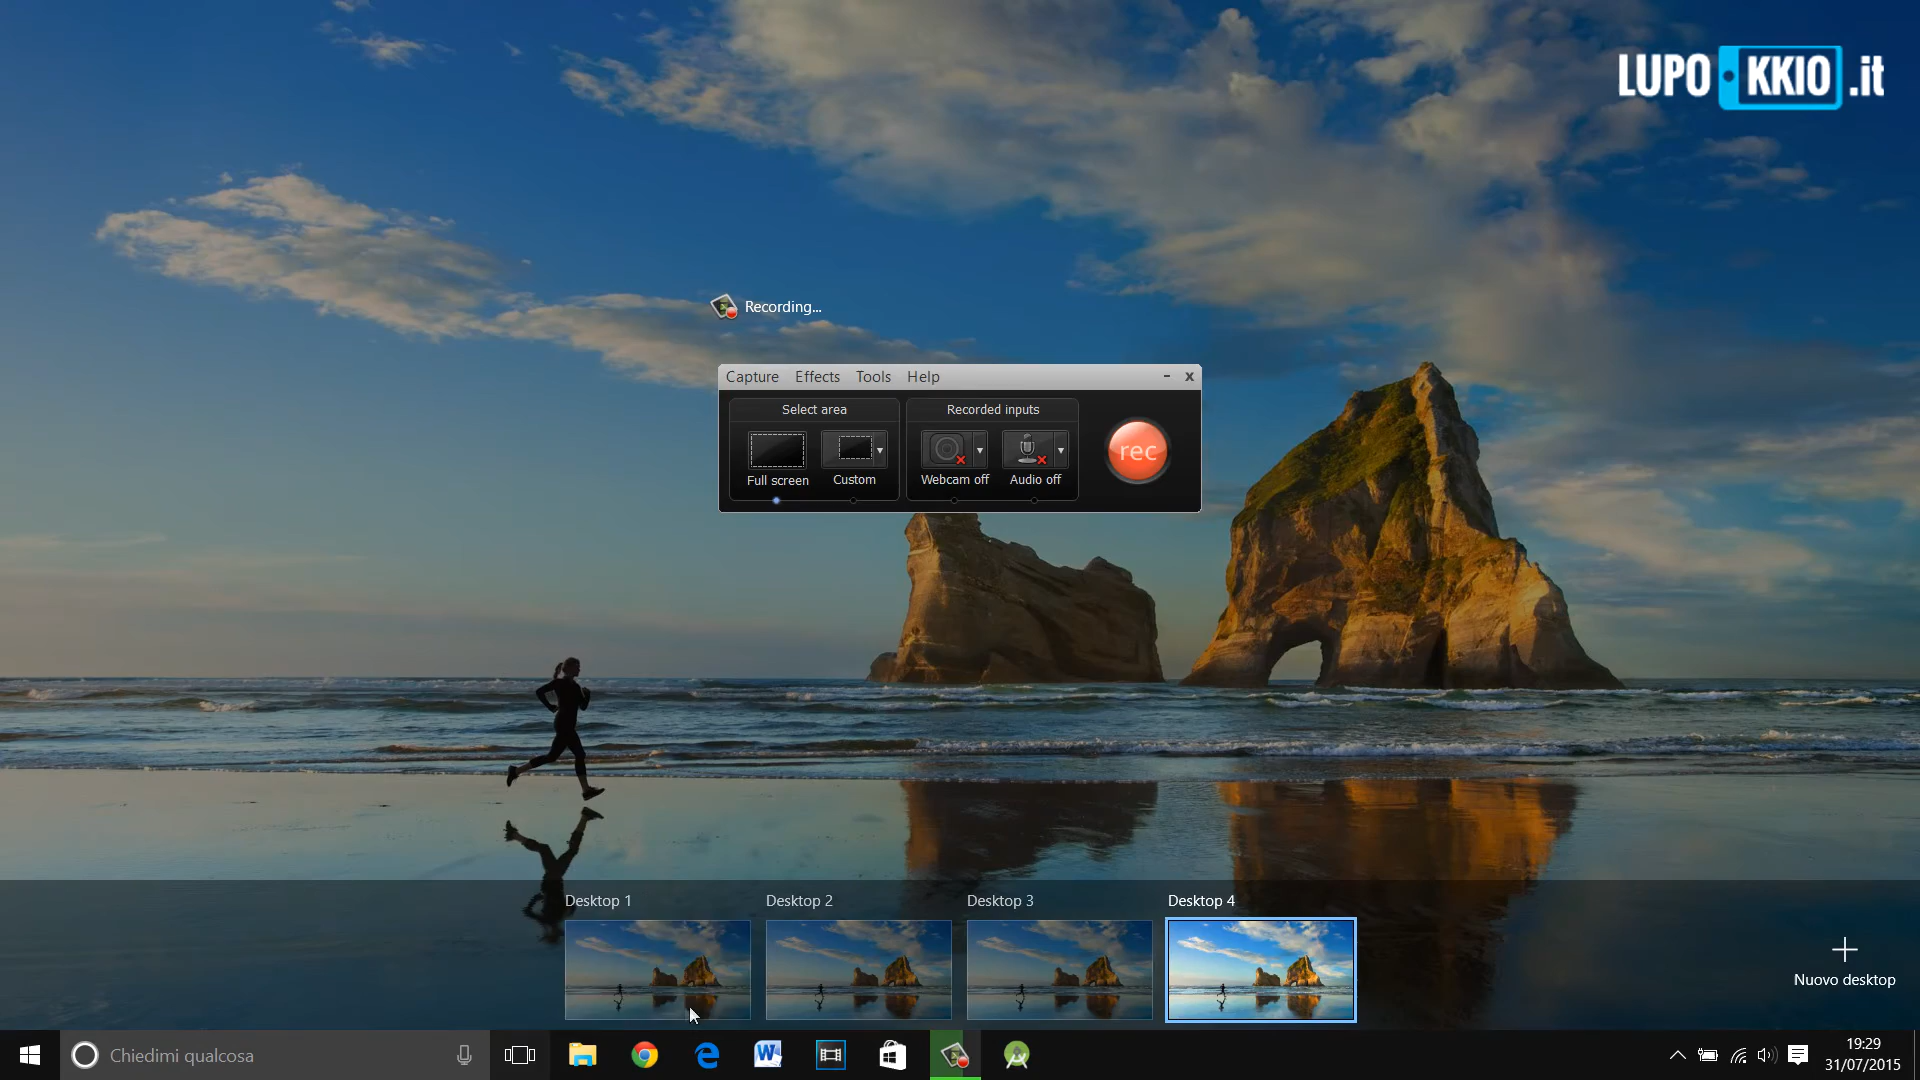 LUPO KKIO .it
Recording...
Capture Effects Tools Help
Select area
Recorded inputs
rec
Full screen
Custom
Webcam off
Audio off
Desktop 1
Desktop 2
Desktop 3
Desktop 4
Nuovo desktop
Chiedimi qualcosa
19:29
31/07/2015